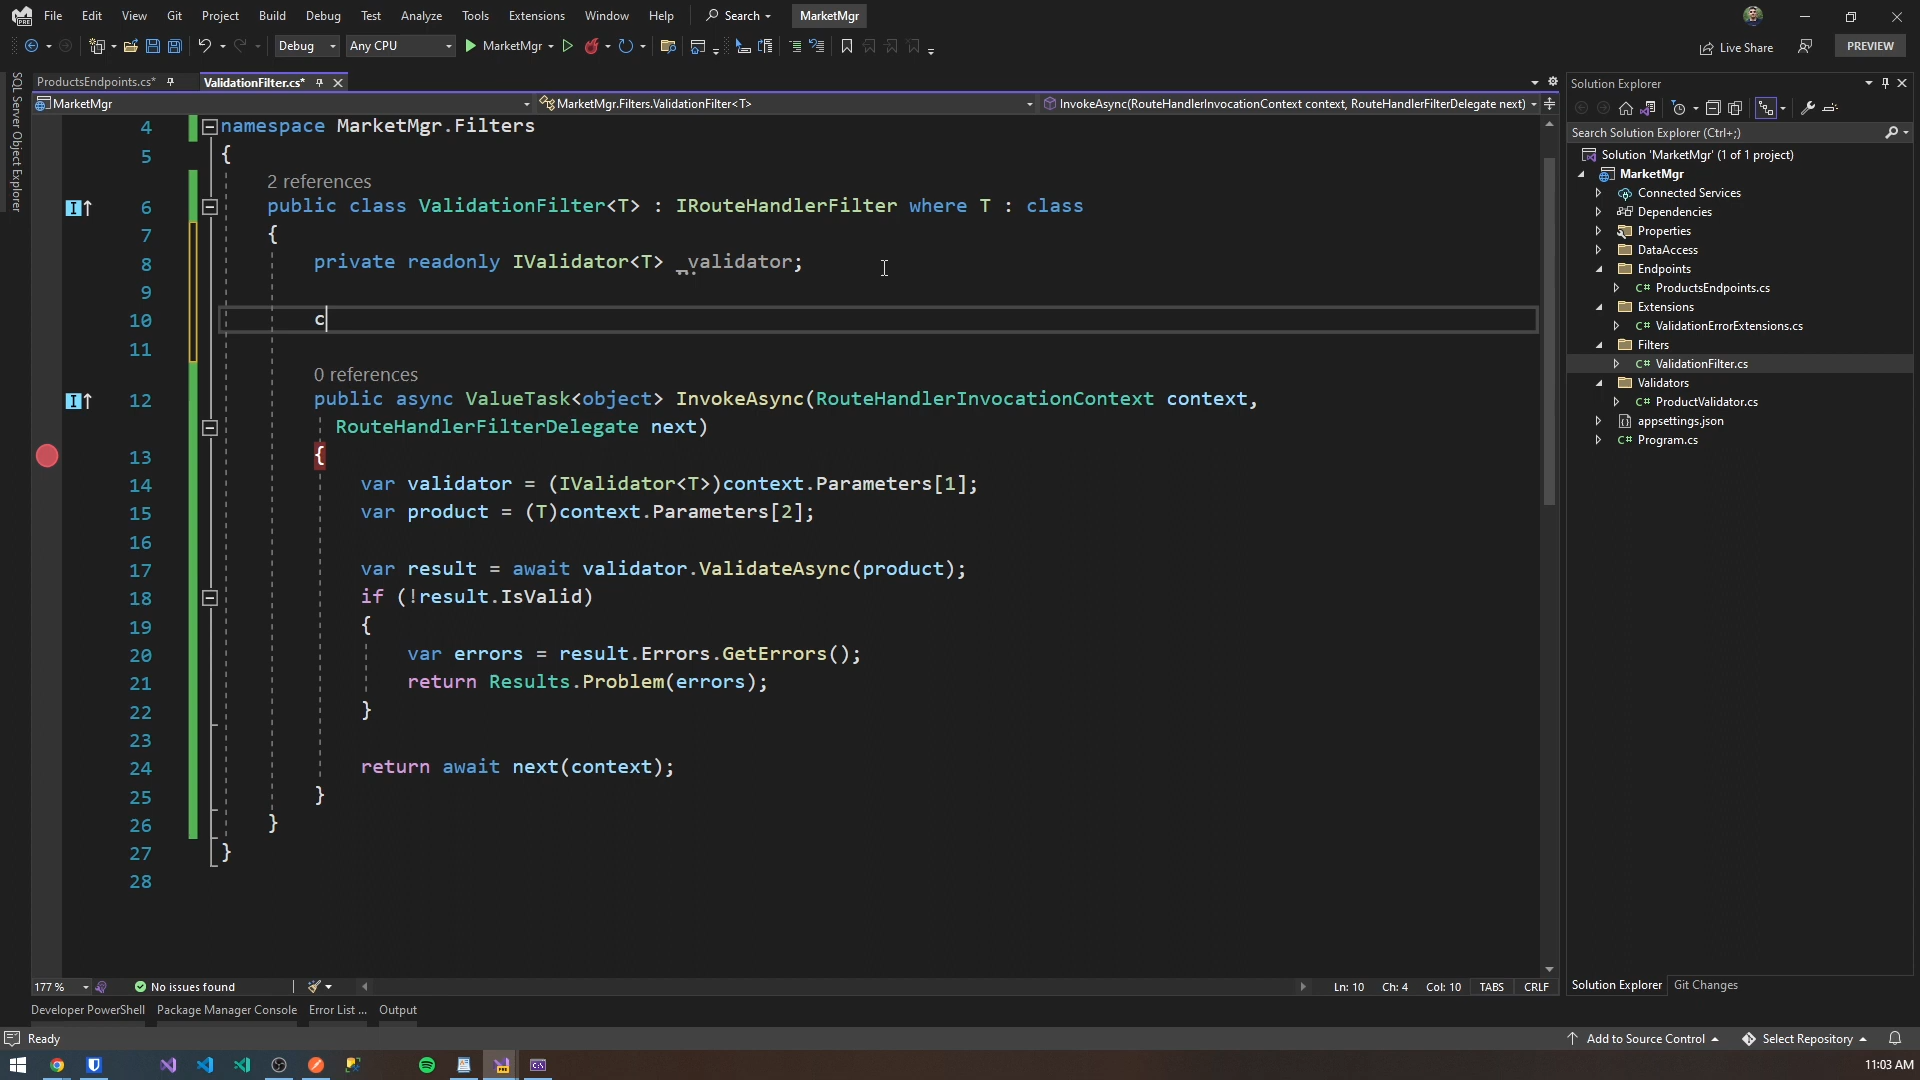 File Edit View Git Project Build Debug Test Analyze Tools Extensions Window Help Search MarketMgr
Debug Any CPU MarketMgr Live Share PREVIEW
SQL Server Object Explorer
ProductsEndpoints.cs* ValidationFilter.cs*
MarketMgr MarketMgr.Filters.ValidationFilter<T> InvokeAsync(RouteHandlerInvocationContext context, RouteHandlerFilterDelegate next)
4 namespace MarketMgr.Filters
5 {
2 references
6 public class ValidationFilter<T> : IRouteHandlerFilter where T : class
7 {
8 private readonly IValidator<T> _validator;
9
10 c
11
0 references
12 public async ValueTask<object> InvokeAsync(RouteHandlerInvocationContext context,
RouteHandlerFilterDelegate next)
13 {
14 var validator = (IValidator<T>)context.Parameters[1];
15 var product = (T)context.Parameters[2];
16
17 var result = await validator.ValidateAsync(product);
18 if (!result.IsValid)
19 {
20 var errors = result.Errors.GetErrors();
21 return Results.Problem(errors);
22 }
23
24 return await next(context);
25 }
26 }
27 }
28
177 % No issues found Ln: 10 Ch: 4 Col: 10 TABS CRLF
Developer PowerShell Package Manager Console Error List ... Output
Solution Explorer
Search Solution Explorer (Ctrl+;)
Solution 'MarketMgr' (1 of 1 project)
MarketMgr
Connected Services
Dependencies
Properties
DataAccess
Endpoints
C# ProductsEndpoints.cs
Extensions
C# ValidationErrorExtensions.cs
Filters
C# ValidationFilter.cs
Validators
C# ProductValidator.cs
appsettings.json
C# Program.cs
Solution Explorer Git Changes
Ready Add to Source Control Select Repository
11:03 AM